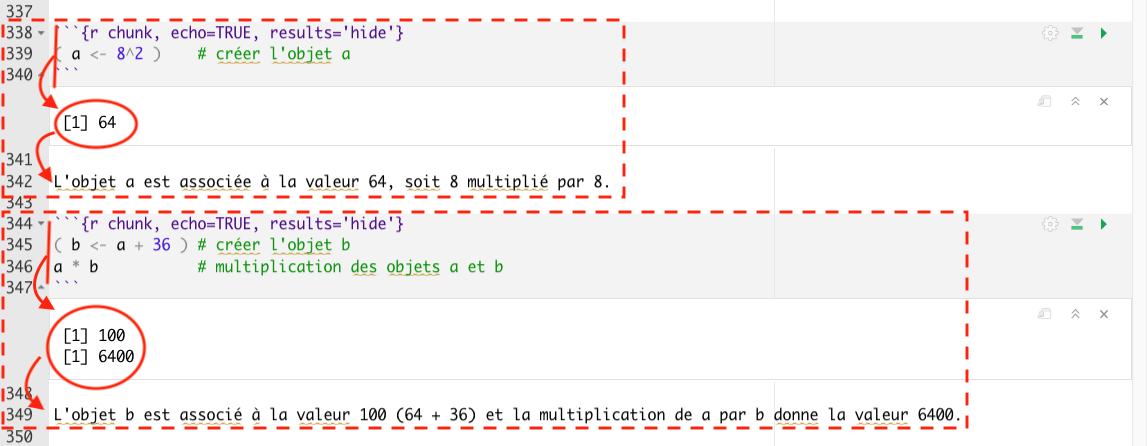 337
338 ```{r chunk, echo=TRUE, results='hide'}
339 ( a <- 8^2 )    # créer l'objet a
340 ```
[1] 64
341
342 L'objet a est associée à la valeur 64, soit 8 multiplié par 8.
343
344 ```{r chunk, echo=TRUE, results='hide'}
345 ( b <- a + 36 ) # créer l'objet b
346 a * b           # multiplication des objets a et b
347 ```
[1] 100
[1] 6400
348
349 L'objet b est associé à la valeur 100 (64 + 36) et la multiplication de a par b donne la valeur 6400.
350